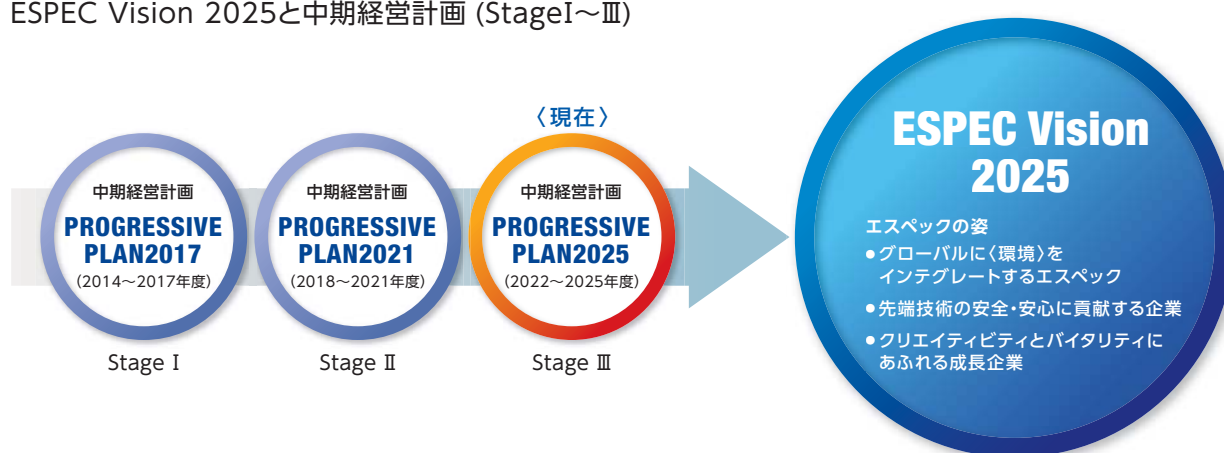 ESPEC Vision 2025と中期経営計画 (StageⅠ～Ⅲ)
〈現在〉
中期経営計画
PROGRESSIVE
PLAN2017
(2014～2017年度)
Stage Ⅰ
中期経営計画
PROGRESSIVE
PLAN2021
(2018～2021年度)
Stage Ⅱ
中期経営計画
PROGRESSIVE
PLAN2025
(2022～2025年度)
Stage Ⅲ
ESPEC Vision
2025
エスペックの姿
●グローバルに〈環境〉を
インテグレートするエスペック
●先端技術の安全・安心に貢献する企業
●クリエイティビティとバイタリティに
あふれる成長企業